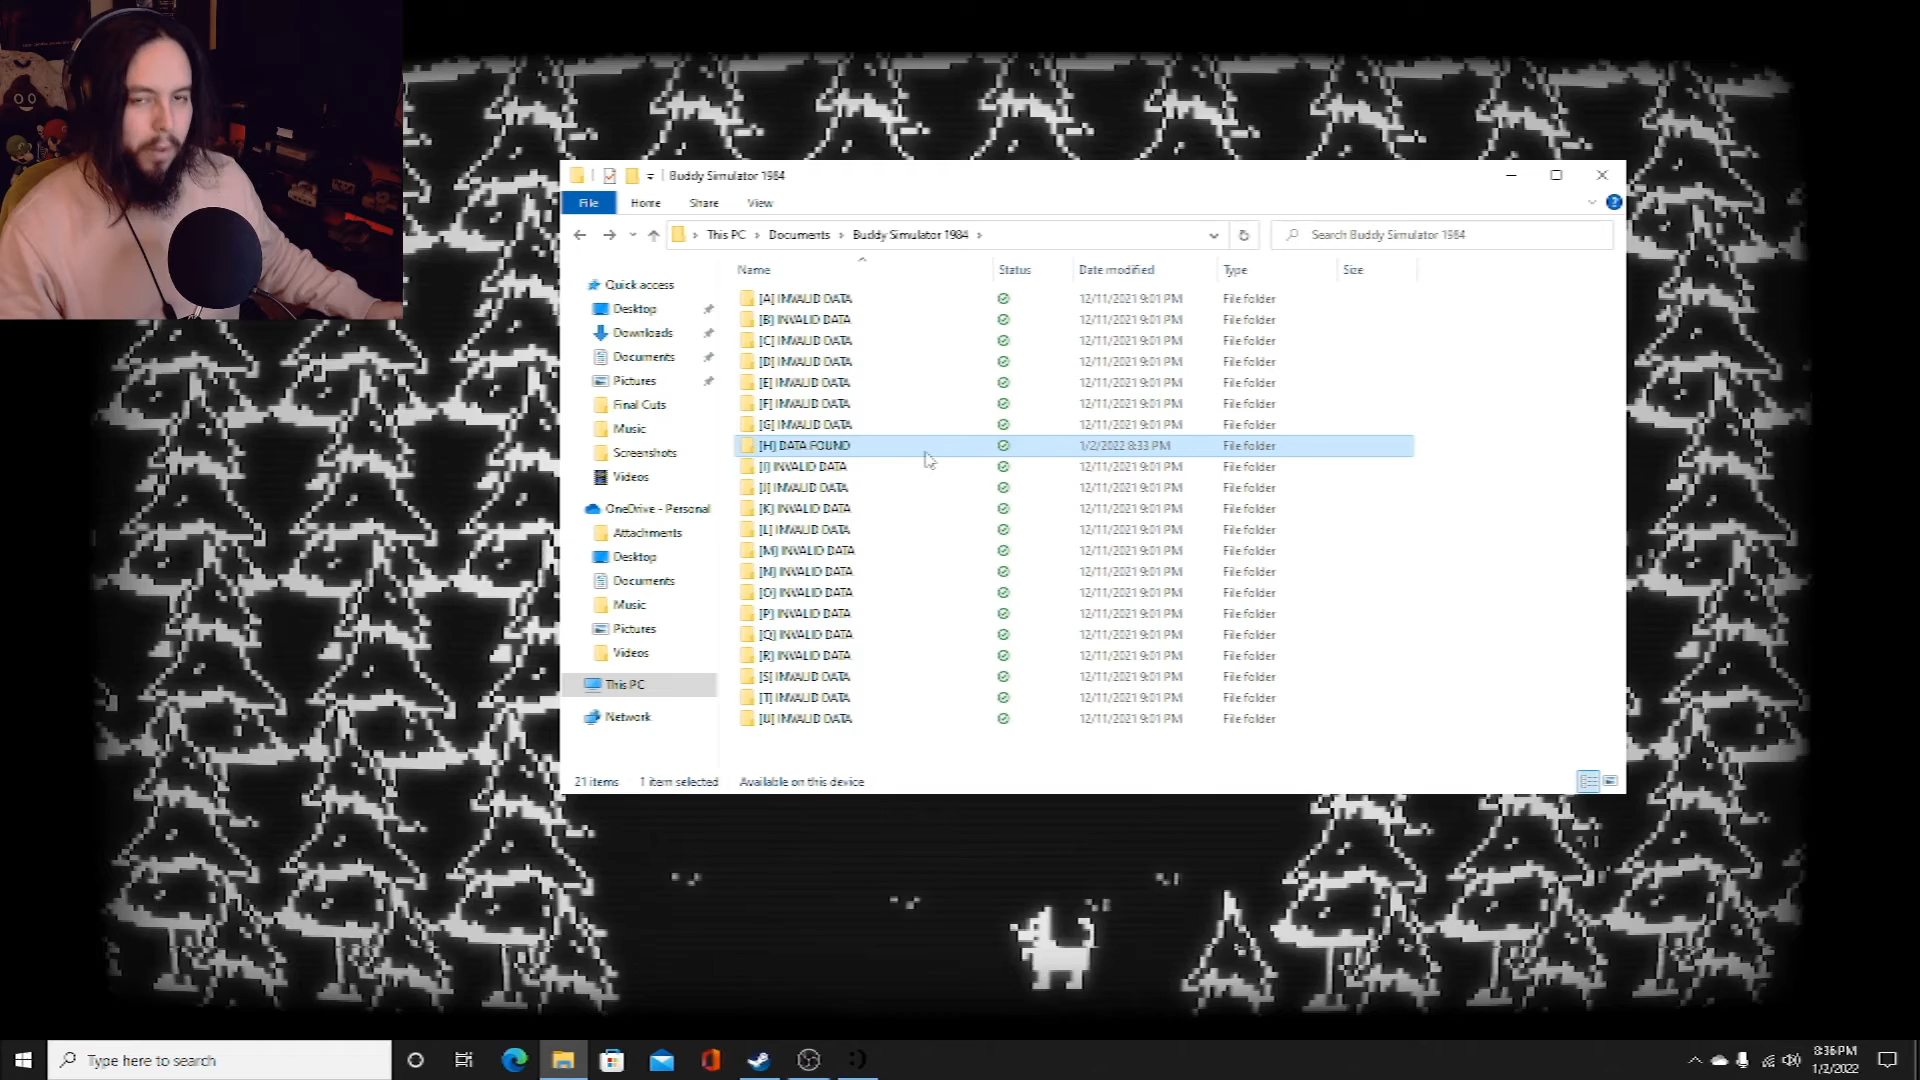 Buddy Simulator 1984
File Home Share View
This PC Documents Buddy Simulator 1984
Search Buddy Simulator 1984
Name Status Date modified Type Size
Quick access
Desktop
Downloads
Documents
Pictures
Final Cuts
Music
Screenshots
Videos
OneDrive - Personal
Attachments
Desktop
Documents
Music
Pictures
Videos
This PC
Network
[A] INVALID DATA 12/11/2021 9:01 PM File folder
[B] INVALID DATA 12/11/2021 9:01 PM File folder
[C] INVALID DATA 12/11/2021 9:01 PM File folder
[D] INVALID DATA 12/11/2021 9:01 PM File folder
[E] INVALID DATA 12/11/2021 9:01 PM File folder
[F] INVALID DATA 12/11/2021 9:01 PM File folder
[G] INVALID DATA 12/11/2021 9:01 PM File folder
[H] DATA FOUND 1/2/2022 8:33 PM File folder
[I] INVALID DATA 12/11/2021 9:01 PM File folder
[J] INVALID DATA 12/11/2021 9:01 PM File folder
[K] INVALID DATA 12/11/2021 9:01 PM File folder
[L] INVALID DATA 12/11/2021 9:01 PM File folder
[M] INVALID DATA 12/11/2021 9:01 PM File folder
[N] INVALID DATA 12/11/2021 9:01 PM File folder
[O] INVALID DATA 12/11/2021 9:01 PM File folder
[P] INVALID DATA 12/11/2021 9:01 PM File folder
[Q] INVALID DATA 12/11/2021 9:01 PM File folder
[R] INVALID DATA 12/11/2021 9:01 PM File folder
[S] INVALID DATA 12/11/2021 9:01 PM File folder
[T] INVALID DATA 12/11/2021 9:01 PM File folder
[U] INVALID DATA 12/11/2021 9:01 PM File folder
21 items 1 item selected Available on this device
Type here to search
8:36 PM
1/2/2022